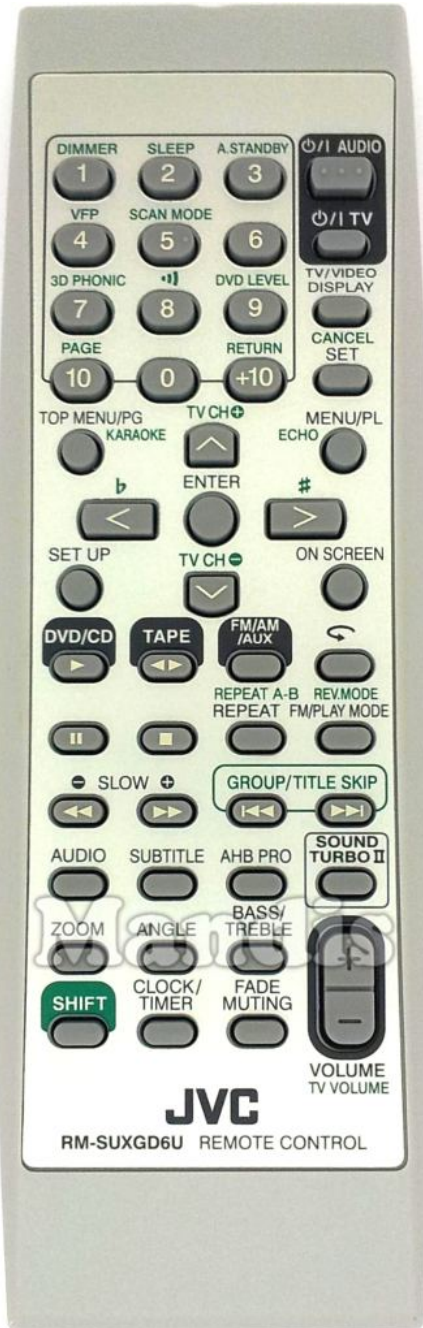 DIMMER SLEEP A.STANDBY ⏻/I AUDIO
1 2 3
VFP SCAN MODE ⏻/I TV
4 5 6
3D PHONIC DVD LEVEL TV/VIDEO
DISPLAY
7 8 9
PAGE RETURN CANCEL
SET
10 0 +10
TOP MENU/PG TV CH⊕ MENU/PL
KARAOKE ECHO
♭ ENTER ♯
< >
SET UP TV CH⊖ ON SCREEN
DVD/CD TAPE FM/AM
/AUX
REPEAT A-B REV.MODE
REPEAT FM/PLAY MODE
⊖ SLOW ⊕ GROUP/TITLE SKIP
AUDIO SUBTITLE AHB PRO SOUND
TURBO II
ZOOM ANGLE BASS/
TREBLE
+
SHIFT CLOCK/
TIMER FADE
MUTING
−
VOLUME
TV VOLUME
JVC
RM-SUXGD6U REMOTE CONTROL
Mandis